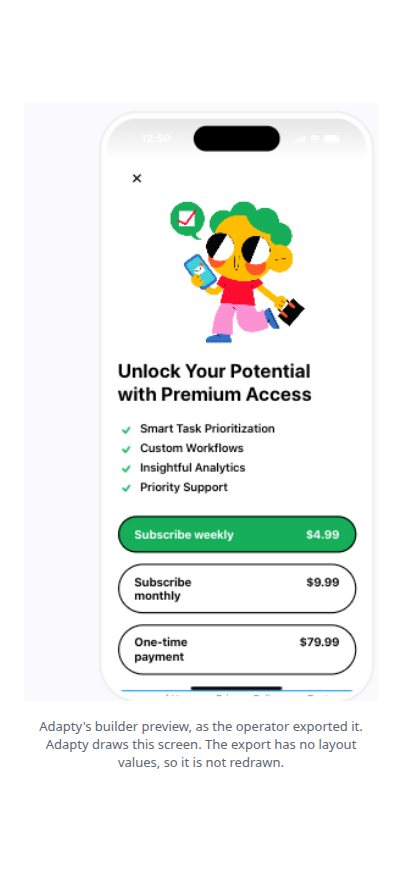 12:50
Unlock Your Potential
with Premium Access
Smart Task Prioritization
Custom Workflows
Insightful Analytics
Priority Support
Subscribe weekly $4.99
Subscribe
monthly
$9.99
One-time
payment
$79.99
Adapty's builder preview, as the operator exported it.
Adapty draws this screen. The export has no layout
values, so it is not redrawn.